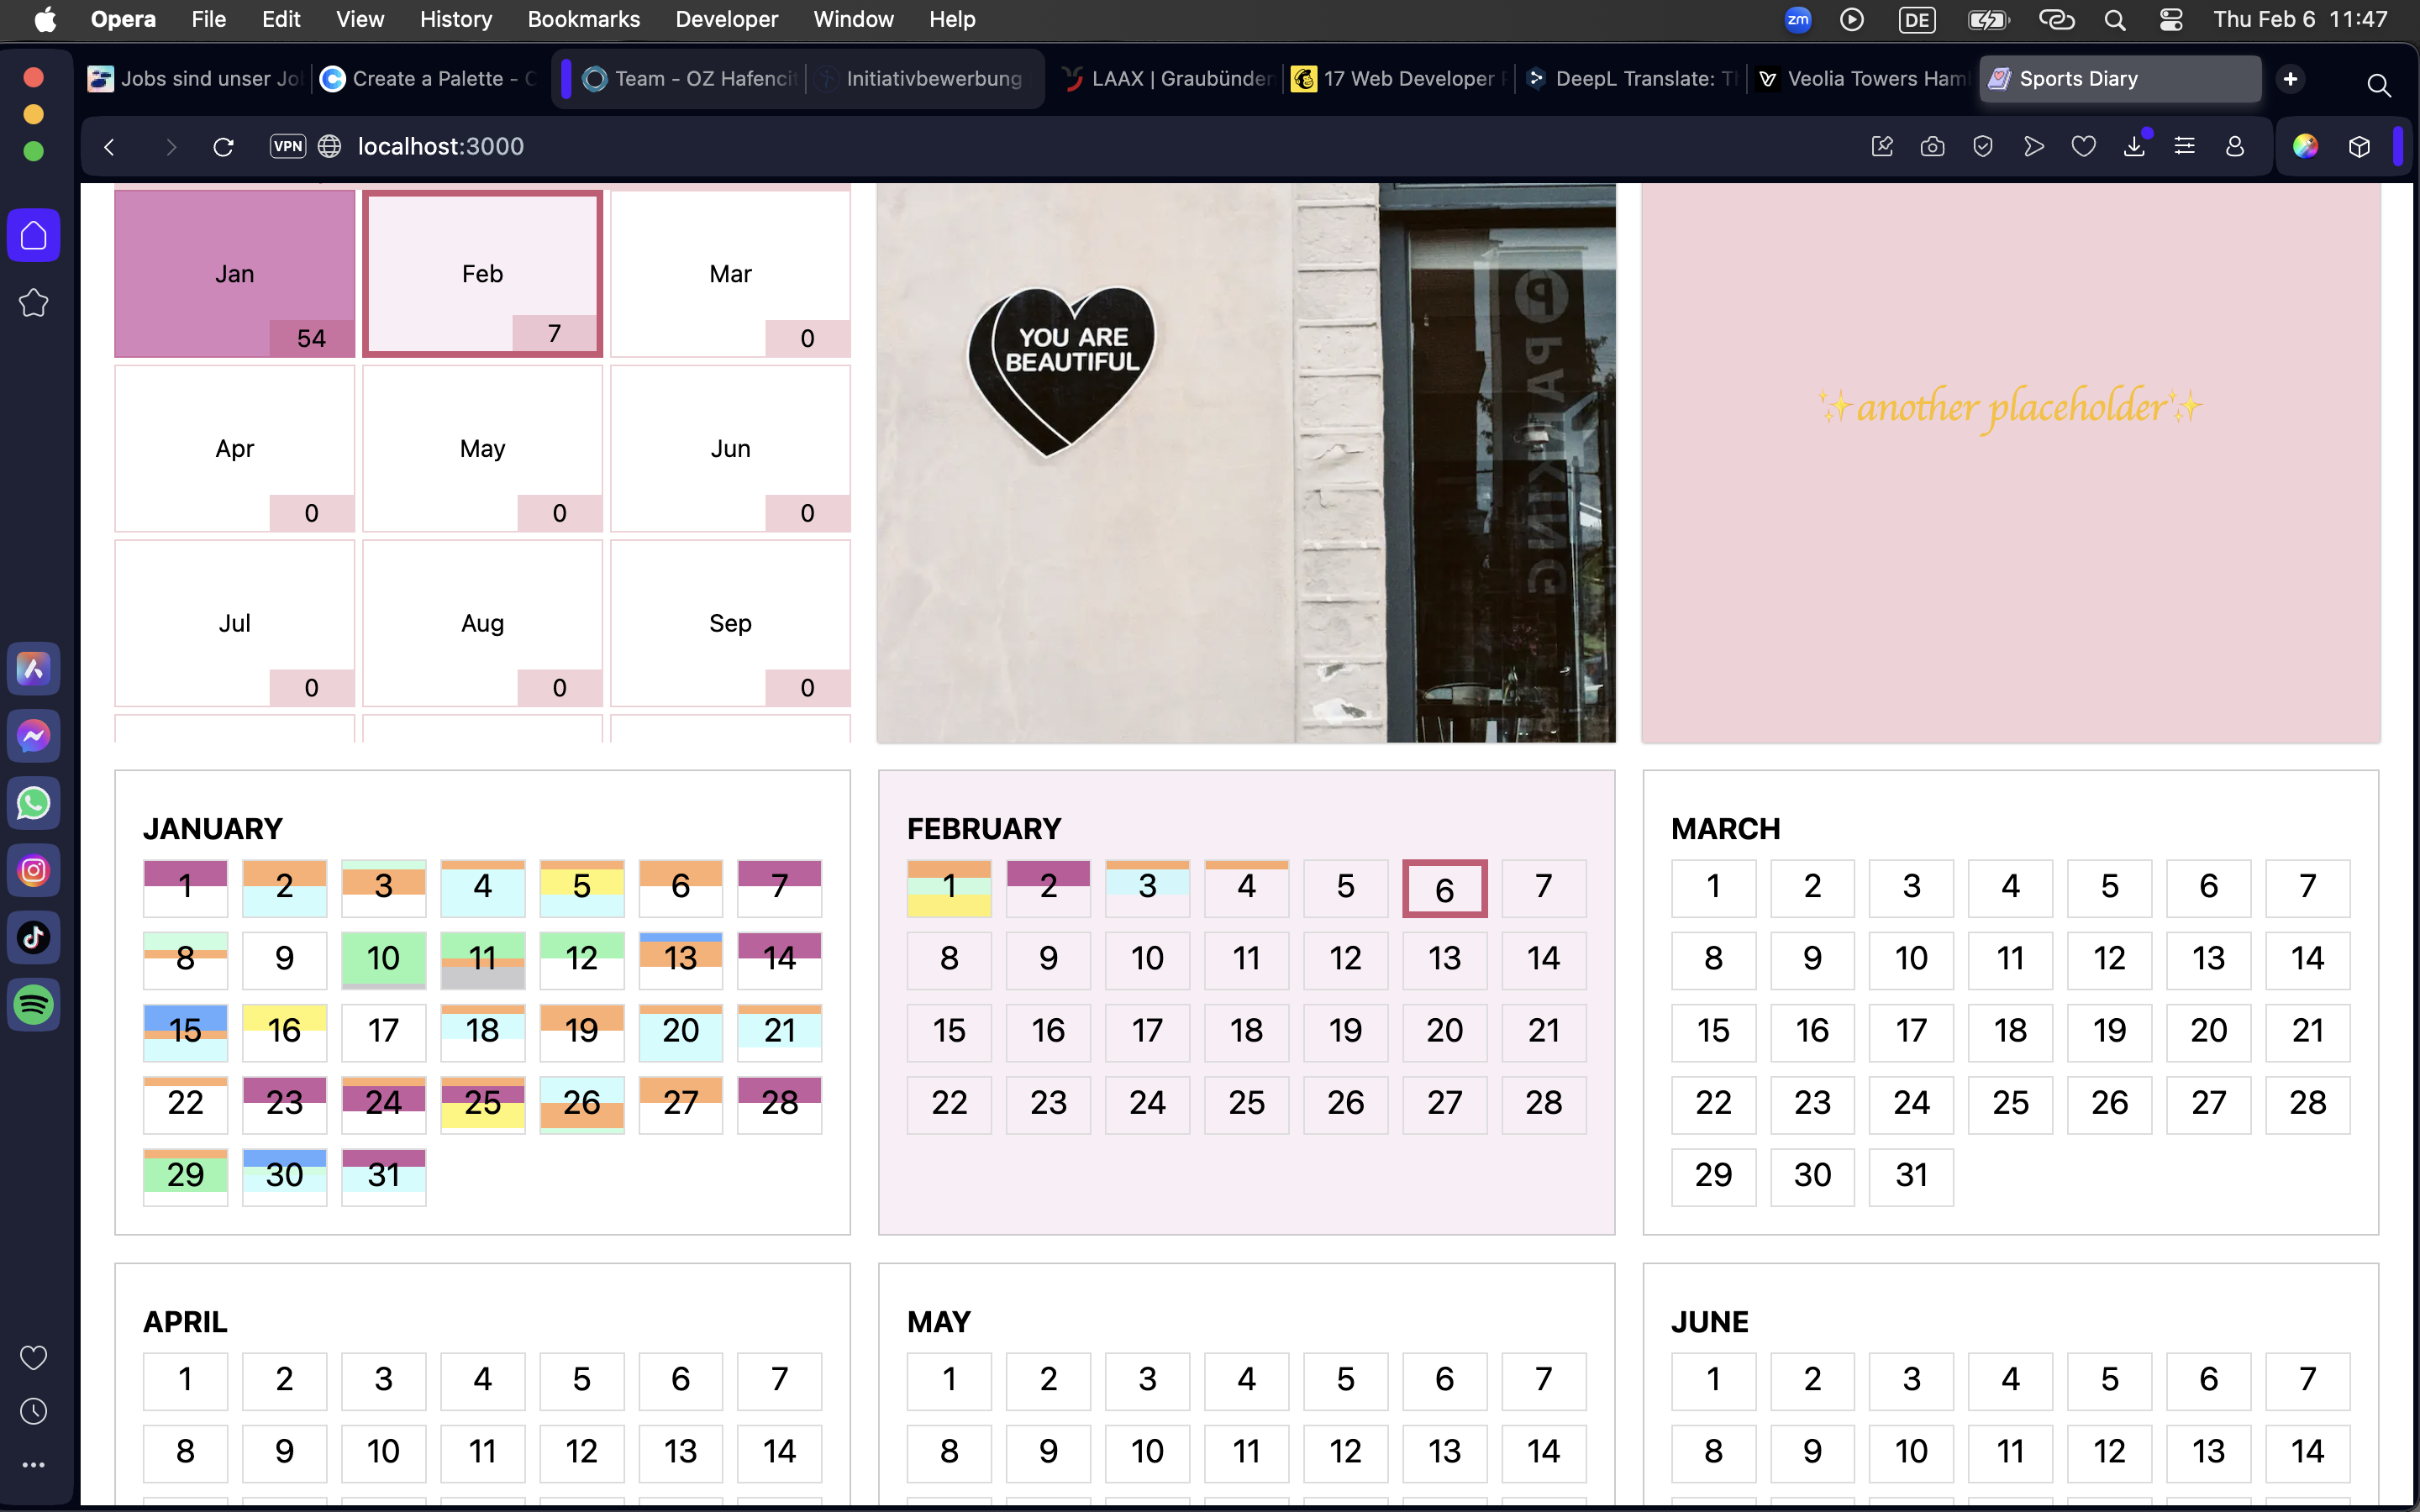 Opera File Edit View History Bookmarks Developer Window Help zm DE Thu Feb 6 11:47
Jobs sind unser Jo Create a Palette - C Team - OZ Hafencit Initiativbewerbung LAAX | Graubünden 17 Web Developer DeepL Translate: T Veolia Towers Ham Sports Diary
VPN localhost:3000
Jan Feb Mar
54 7 0
Apr May Jun
0 0 0
Jul Aug Sep
0 0 0
YOU ARE
BEAUTIFUL
PARKING
✨another placeholder✨
JANUARY
1 2 3 4 5 6 7
8 9 10 11 12 13 14
15 16 17 18 19 20 21
22 23 24 25 26 27 28
29 30 31
FEBRUARY
1 2 3 4 5 6 7
8 9 10 11 12 13 14
15 16 17 18 19 20 21
22 23 24 25 26 27 28
MARCH
1 2 3 4 5 6 7
8 9 10 11 12 13 14
15 16 17 18 19 20 21
22 23 24 25 26 27 28
29 30 31
APRIL
1 2 3 4 5 6 7
8 9 10 11 12 13 14
MAY
1 2 3 4 5 6 7
8 9 10 11 12 13 14
JUNE
1 2 3 4 5 6 7
8 9 10 11 12 13 14